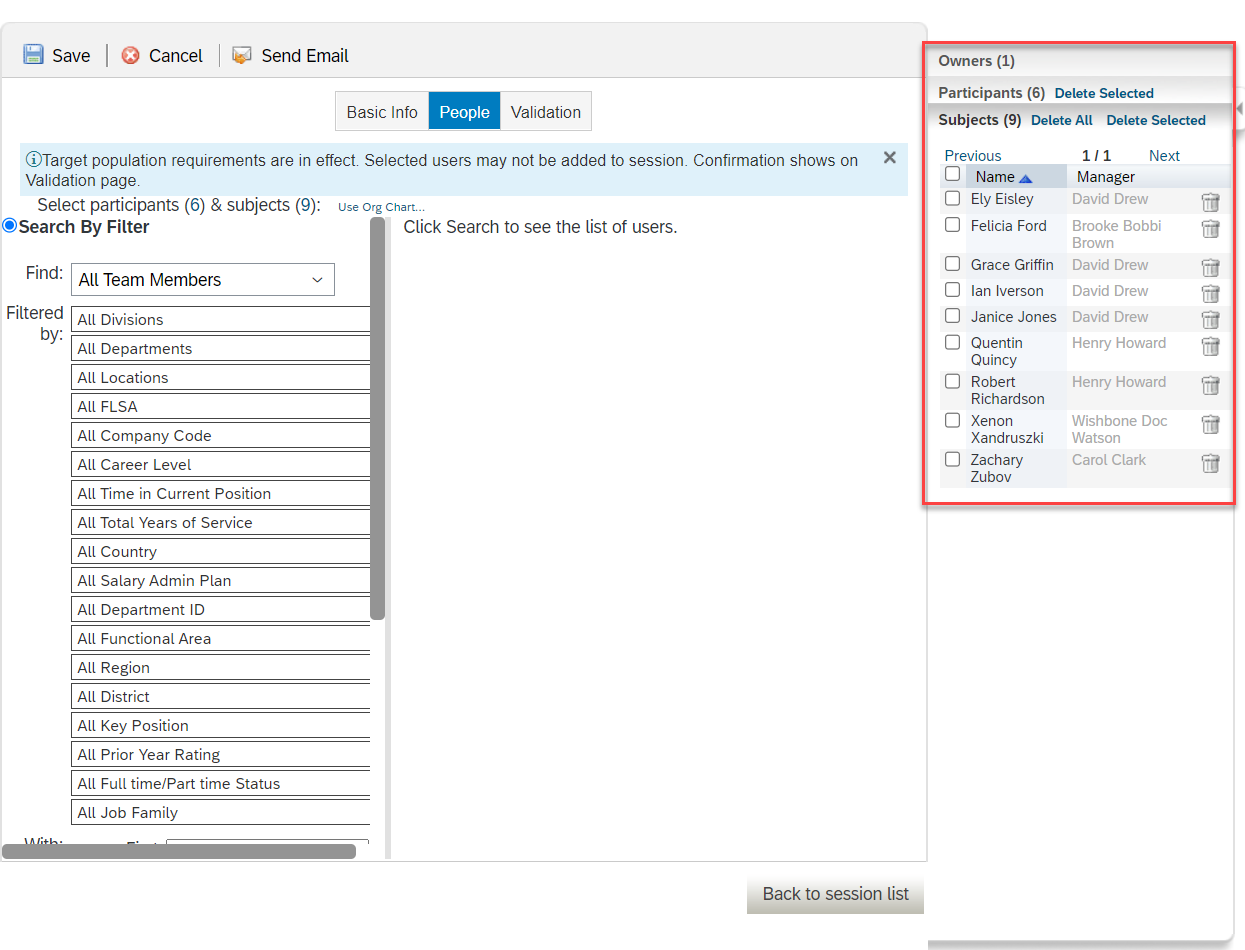 Save
Cancel
Send Email
Basic Info
People
Validation
Target population requirements are in effect. Selected users may not be added to session. Confirmation shows on
Validation page.
Select participants (6) & subjects (9): Use Org Chart...
Search By Filter
Click Search to see the list of users.
Find:
All Team Members
Filtered
by:
All Divisions
All Departments
All Locations
All FLSA
All Company Code
All Career Level
All Time in Current Position
All Total Years of Service
All Country
All Salary Admin Plan
All Department ID
All Functional Area
All Region
All District
All Key Position
All Prior Year Rating
All Full time/Part time Status
All Job Family
With:
Back to session list
Owners (1)
Participants (6) Delete Selected
Subjects (9) Delete All Delete Selected
Previous 1 / 1 Next
Name Manager
Ely Eisley David Drew
Felicia Ford Brooke Bobbi
Brown
Grace Griffin David Drew
Ian Iverson David Drew
Janice Jones David Drew
Quentin Henry Howard
Quincy
Robert Henry Howard
Richardson
Xenon Wishbone Doc
Xandruszki Watson
Zachary Carol Clark
Zubov